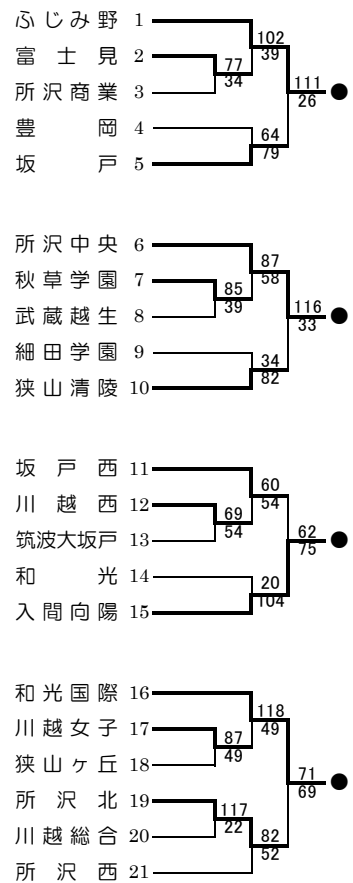 ふじみ野 1
102
39
富士見 2
77
34
所沢商業 3
111
26
豊岡 4
64
79
坂戸 5
所沢中央 6
87
58
秋草学園 7
85
39
武蔵越生 8
116
33
細田学園 9
34
82
狭山清陵 10
坂戸西 11
60
54
川越西 12
69
54
筑波大坂戸 13
62
75
和光 14
20
104
入間向陽 15
和光国際 16
118
49
川越女子 17
87
49
狭山ヶ丘 18
71
69
所沢北 19
117
22
川越総合 20
82
52
所沢西 21